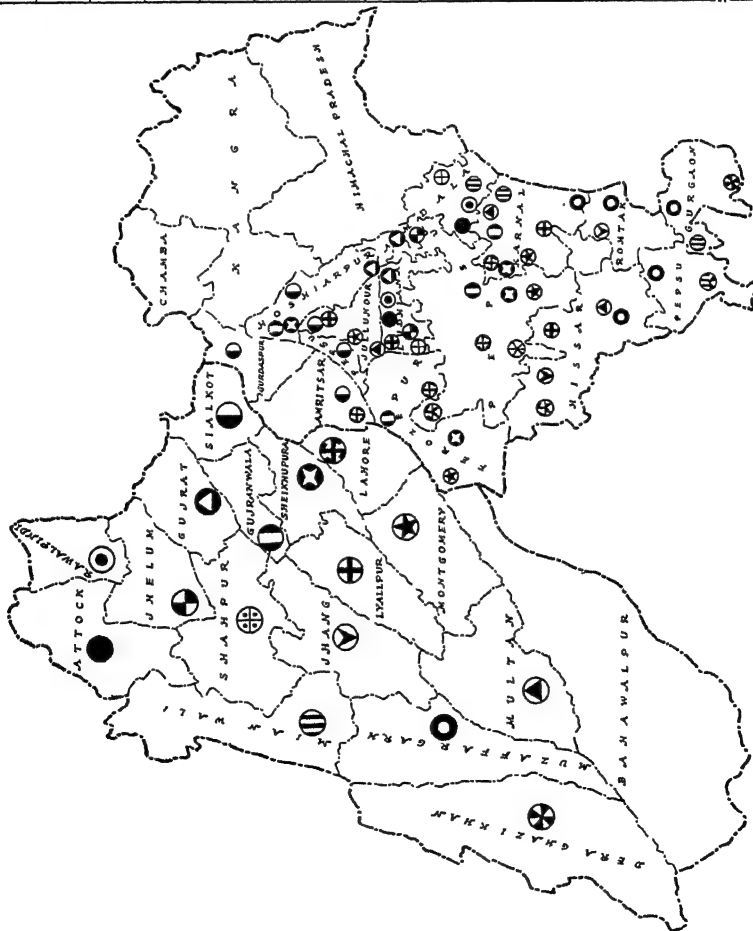 CHAMBA
KANGRA
HIMACHAL PRADESH
GURDASPUR
HOSHIARPUR
SIALKOT
AMRITSAR
JULLUNDUR
AMBALA
KARNAL
ROHTAK
GURGAON
PEPSU
HISSAR
PEPSU
LAHORE
SHEIKHUPURA
GUJRANWALA
GUJRAT
RAWALPINDI
JHELUM
ATTOCK
SHAHPUR
LYALLPUR
MONTGOMERY
JHANG
MIANWALI
MULTAN
MUZAFFARGARH
BAHAWALPUR
DERA GHAZI KHAN